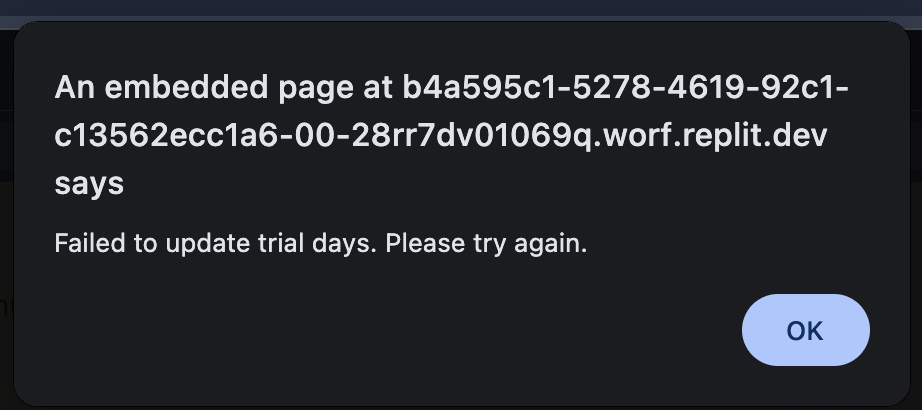 An embedded page at b4a595c1-5278-4619-92c1-
c13562ecc1a6-00-28rr7dv01069q.worf.replit.dev
says
Failed to update trial days. Please try again.
OK